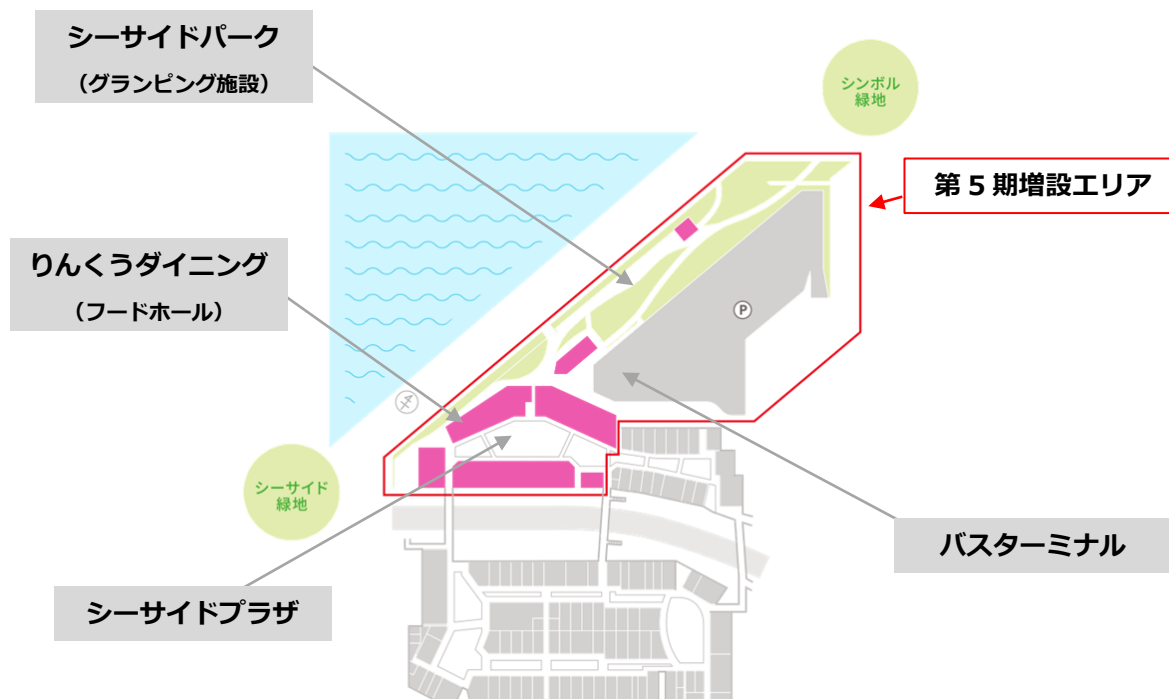 シーサイドパーク
（グランピング施設）
シンボル
緑地
第 5 期増設エリア
りんくうダイニング
（フードホール）
P
シーサイド
緑地
バスターミナル
シーサイドプラザ